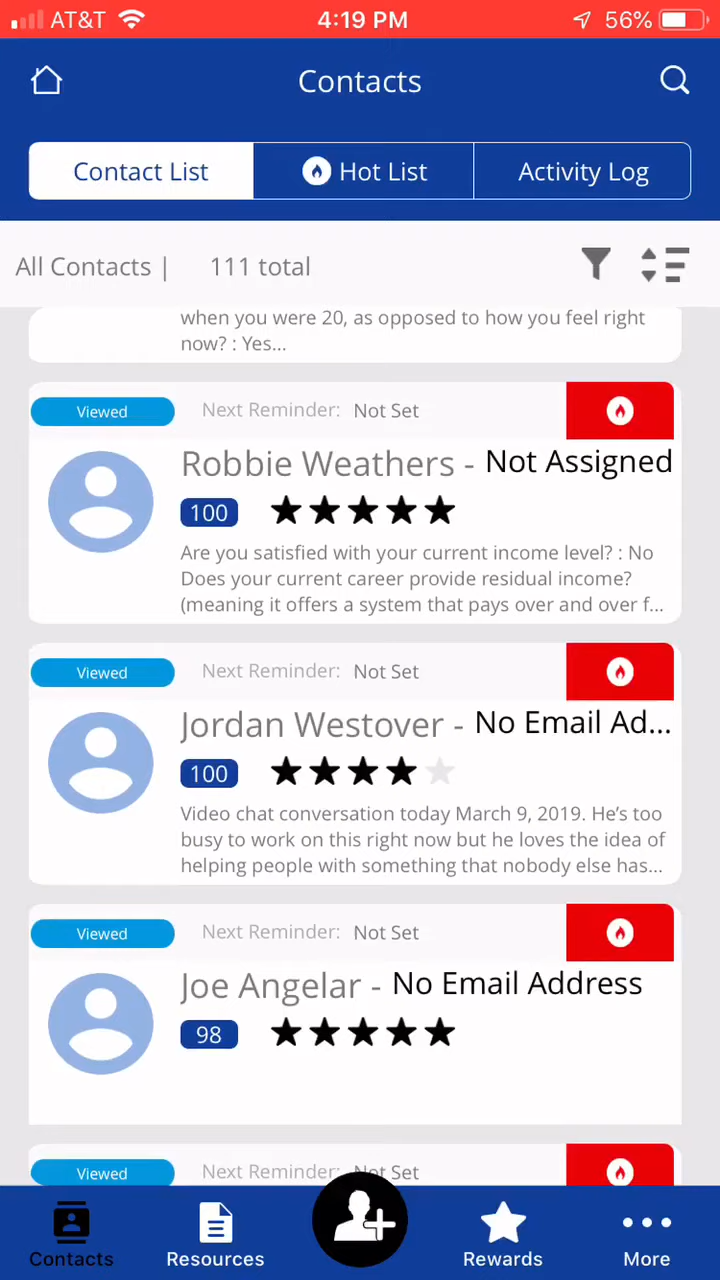 AT&T 4:19 PM 56%
Contacts
Contact List Hot List Activity Log
All Contacts | 111 total
when you were 20, as opposed to how you feel right
now? : Yes...
Viewed Next Reminder: Not Set
Robbie Weathers - Not Assigned
100
Are you satisfied with your current income level? : No
Does your current career provide residual income?
(meaning it offers a system that pays over and over f...
Viewed Next Reminder: Not Set
Jordan Westover - No Email Ad...
100
Video chat conversation today March 9, 2019. He’s too
busy to work on this right now but he loves the idea of
helping people with something that nobody else has...
Viewed Next Reminder: Not Set
Joe Angelar - No Email Address
98
Viewed Next Reminder: Not Set
Contacts Resources Rewards More